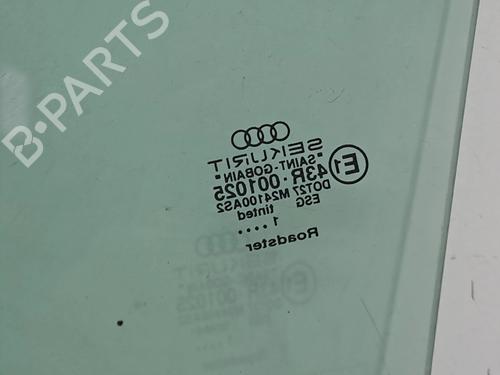 B-PARTS
SEKURIT
SAINT-GOBAIN
E1
43R-001025
DOT27 M24100AS2
ESG
tinted
1 ....
Roadster